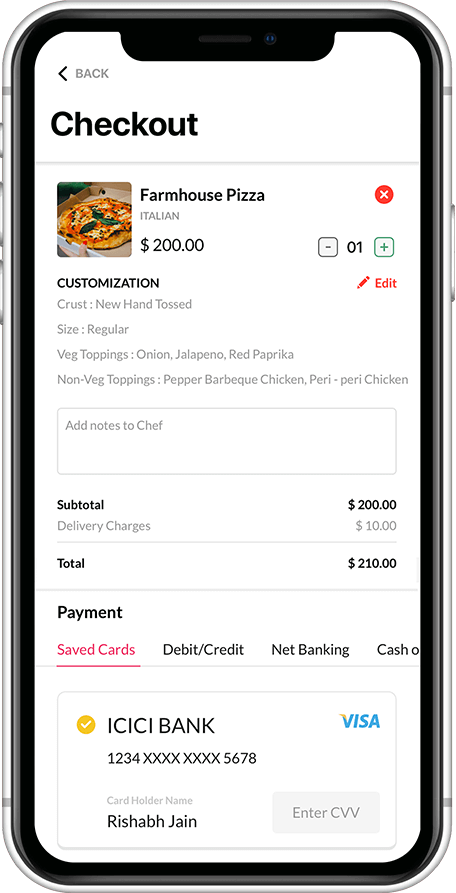 BACK
Checkout
Farmhouse Pizza
ITALIAN
$ 200.00
- 01 +
CUSTOMIZATION
Edit
Crust : New Hand Tossed
Size : Regular
Veg Toppings : Onion, Jalapeno, Red Paprika
Non-Veg Toppings : Pepper Barbeque Chicken, Peri - peri Chicken
Add notes to Chef
Subtotal $ 200.00
Delivery Charges $ 10.00
Total $ 210.00
Payment
Saved Cards Debit/Credit Net Banking Cash o
ICICI BANK
VISA
1234 XXXX XXXX 5678
Card Holder Name
Rishabh Jain
Enter CVV